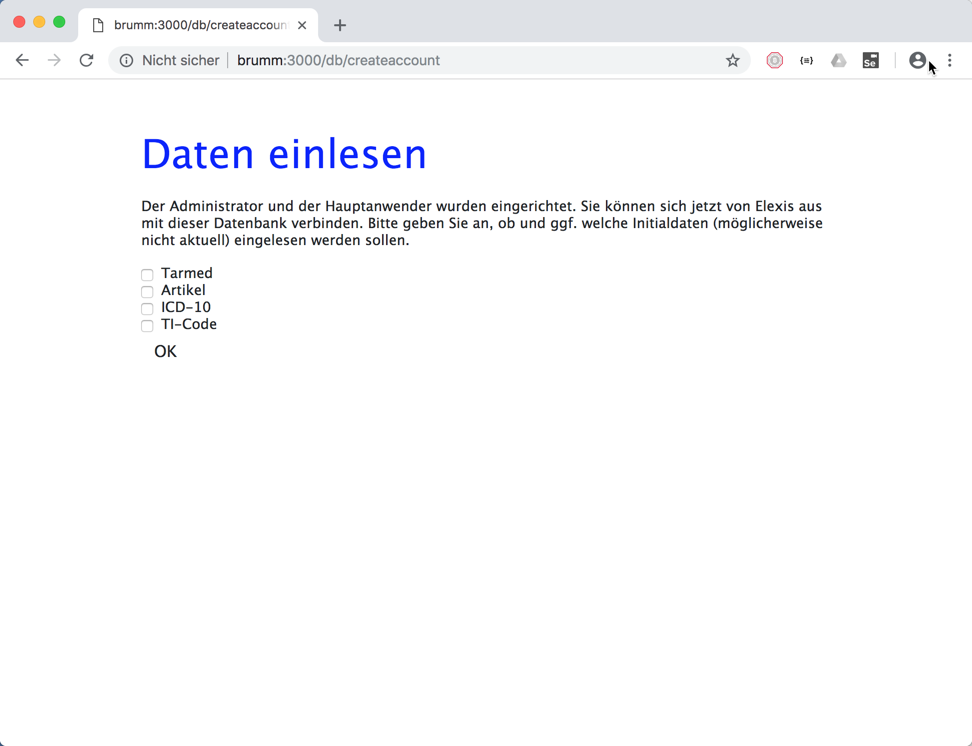 brumm:3000/db/createaccoun
Nicht sicher | brumm:3000/db/createaccount
{≡}
Se
Daten einlesen
Der Administrator und der Hauptanwender wurden eingerichtet. Sie können sich jetzt von Elexis aus
mit dieser Datenbank verbinden. Bitte geben Sie an, ob und ggf. welche Initialdaten (möglicherweise
nicht aktuell) eingelesen werden sollen.
Tarmed
Artikel
ICD-10
TI-Code
OK